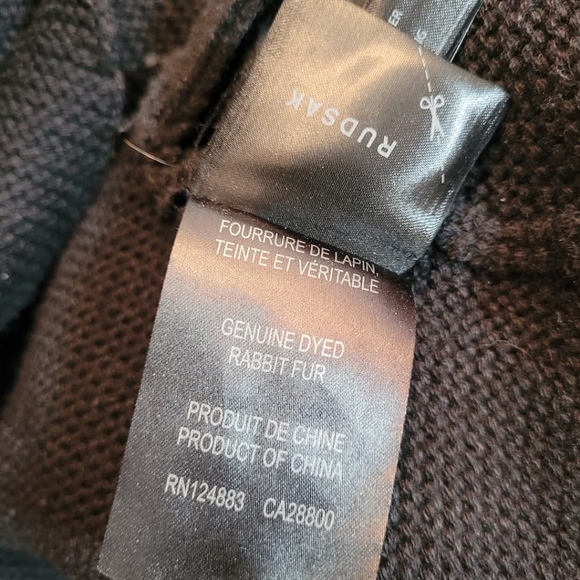 RUDSAK
FOURRURE DE LAPIN,
TEINTE ET VÉRITABLE
GENUINE DYED
RABBIT FUR
PRODUIT DE CHINE
PRODUCT OF CHINA
RN124883 CA28800